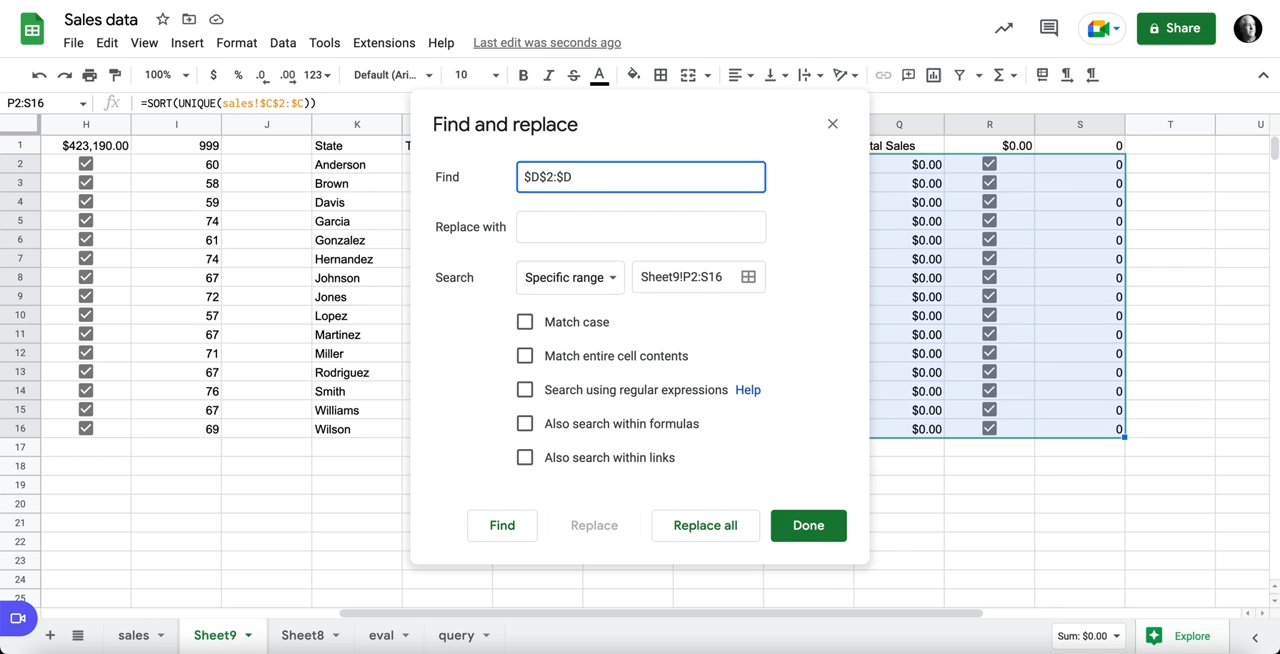 Sales data
File Edit View Insert Format Data Tools Extensions Help Last edit was seconds ago
Share
100% $ % .0 .00 123 Default (Ari... 10 B I S A
P2:S16 fx =SORT(UNIQUE(sales!$C$2:$C))
H I J K Q R S T U
1 $423,190.00 999 State T tal Sales $0.00 0
2 60 Anderson $0.00 0
3 58 Brown $0.00 0
4 59 Davis $0.00 0
5 74 Garcia $0.00 0
6 61 Gonzalez $0.00 0
7 74 Hernandez $0.00 0
8 67 Johnson $0.00 0
9 72 Jones $0.00 0
10 57 Lopez $0.00 0
11 67 Martinez $0.00 0
12 71 Miller $0.00 0
13 67 Rodriguez $0.00 0
14 76 Smith $0.00 0
15 67 Williams $0.00 0
16 69 Wilson $0.00 0
17
18
19
20
21
22
23
24
25
Find and replace
Find $D$2:$D
Replace with
Search Specific range Sheet9!P2:S16
Match case
Match entire cell contents
Search using regular expressions Help
Also search within formulas
Also search within links
Find Replace Replace all Done
sales Sheet9 Sheet8 eval query Sum: $0.00 Explore